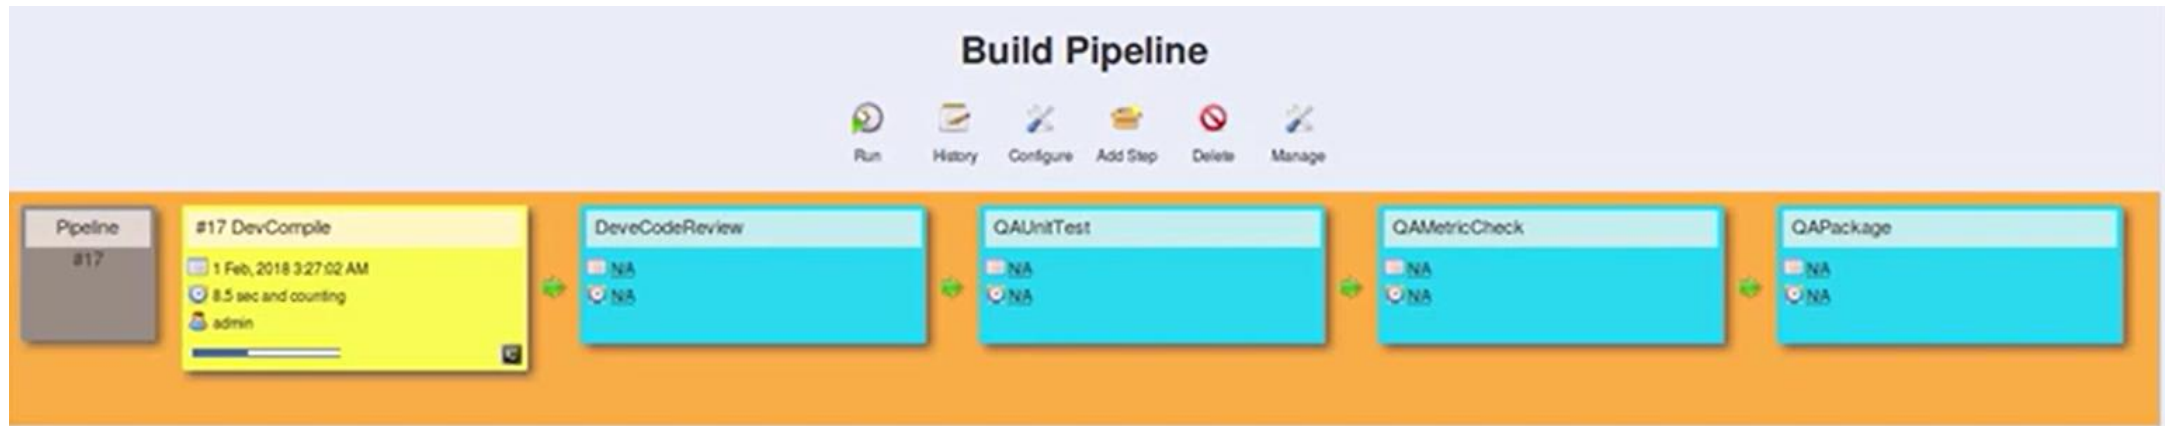 Build Pipeline
Run History Configure Add Step Delete Manage
Pipeline
#17
#17 DevCompile
1 Feb, 2018 3:27:02 AM
8.5 sec and counting
admin
DeveCodeReview
NA
NA
QAUnitTest
NA
NA
QAMetricCheck
NA
NA
QAPackage
NA
NA